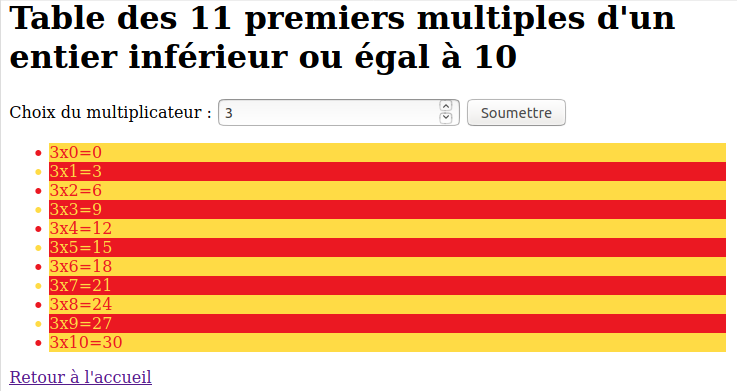 Table des 11 premiers multiples d'un
entier inférieur ou égal à 10
Choix du multiplicateur : 3 Soumettre
3x0=0
3x1=3
3x2=6
3x3=9
3x4=12
3x5=15
3x6=18
3x7=21
3x8=24
3x9=27
3x10=30
Retour à l'accueil